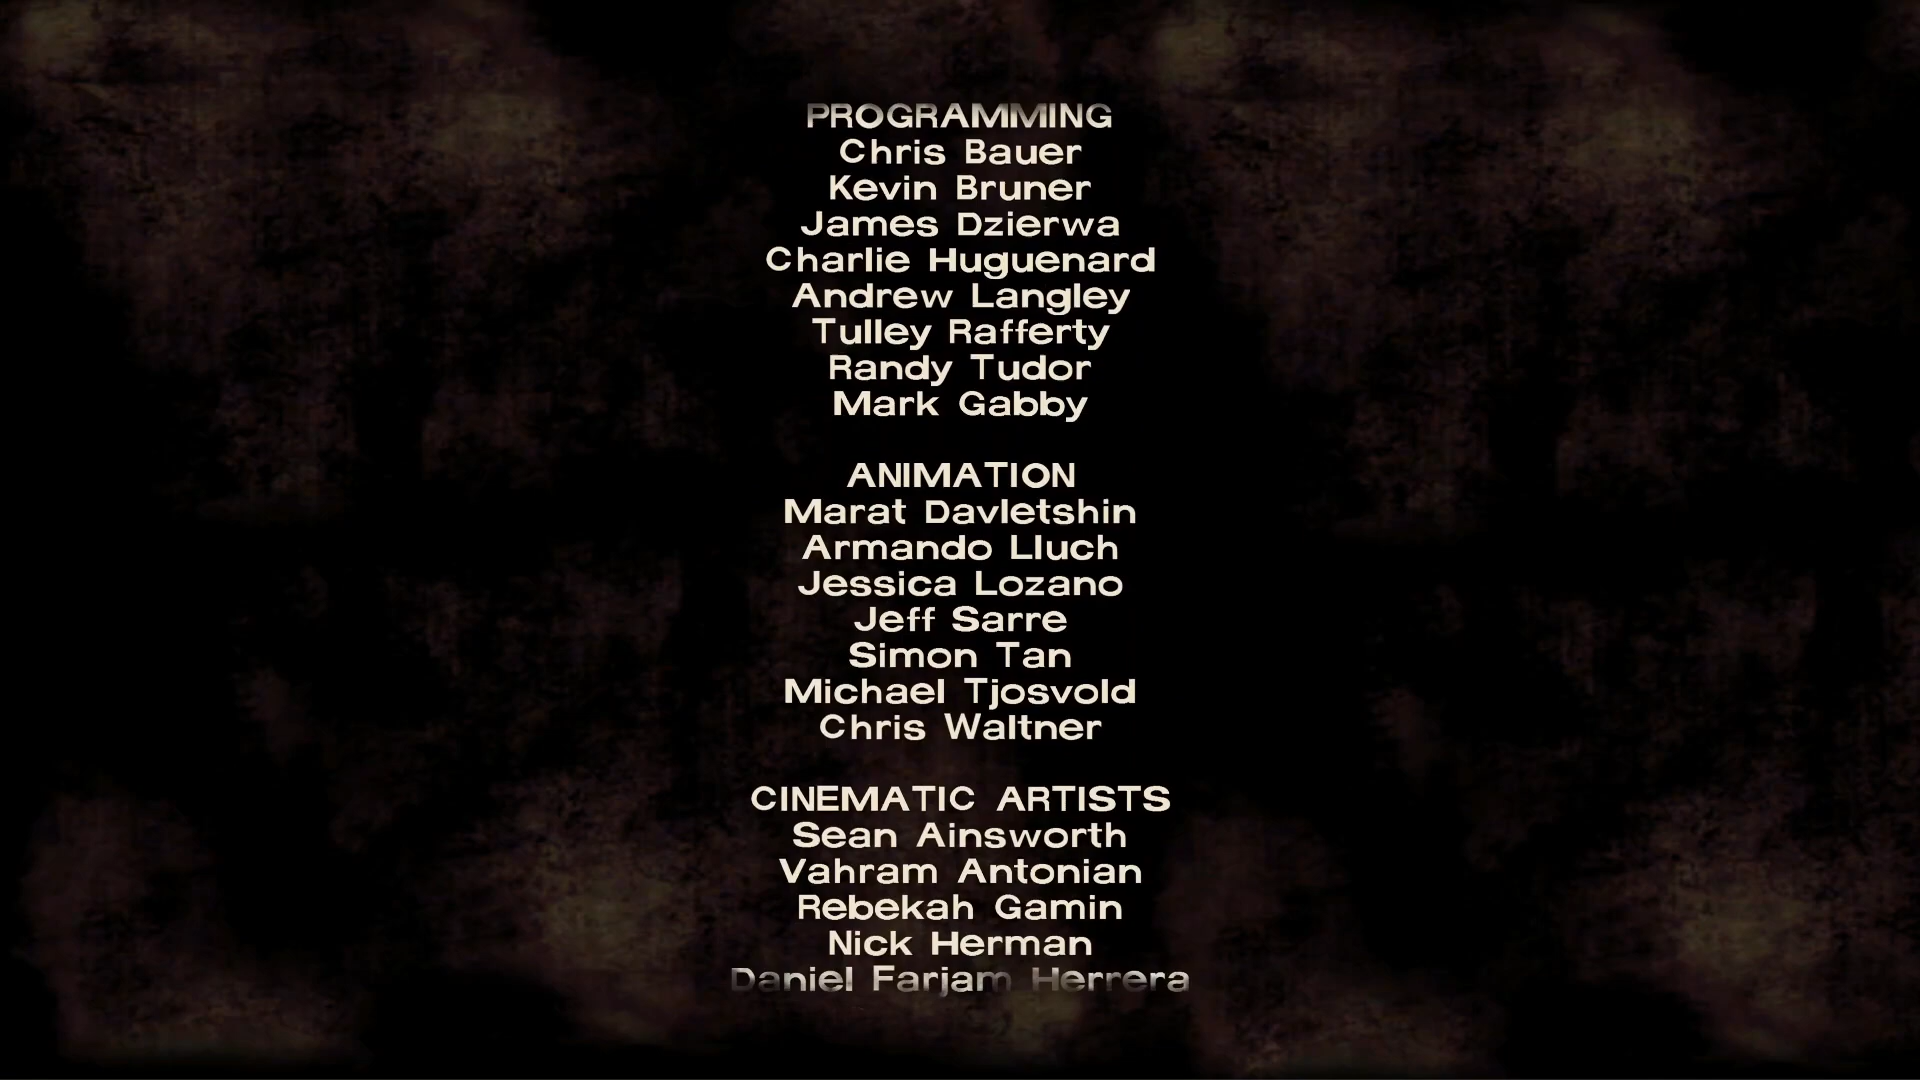 PROGRAMMING
Chris Bauer
Kevin Bruner
James Dzierwa
Charlie Huguenard
Andrew Langley
Tulley Rafferty
Randy Tudor
Mark Gabby
ANIMATION
Marat Davletshin
Armando Lluch
Jessica Lozano
Jeff Sarre
Simon Tan
Michael Tjosvold
Chris Waltner
CINEMATIC ARTISTS
Sean Ainsworth
Vahram Antonian
Rebekah Gamin
Nick Herman
Daniel Farjam Herrera